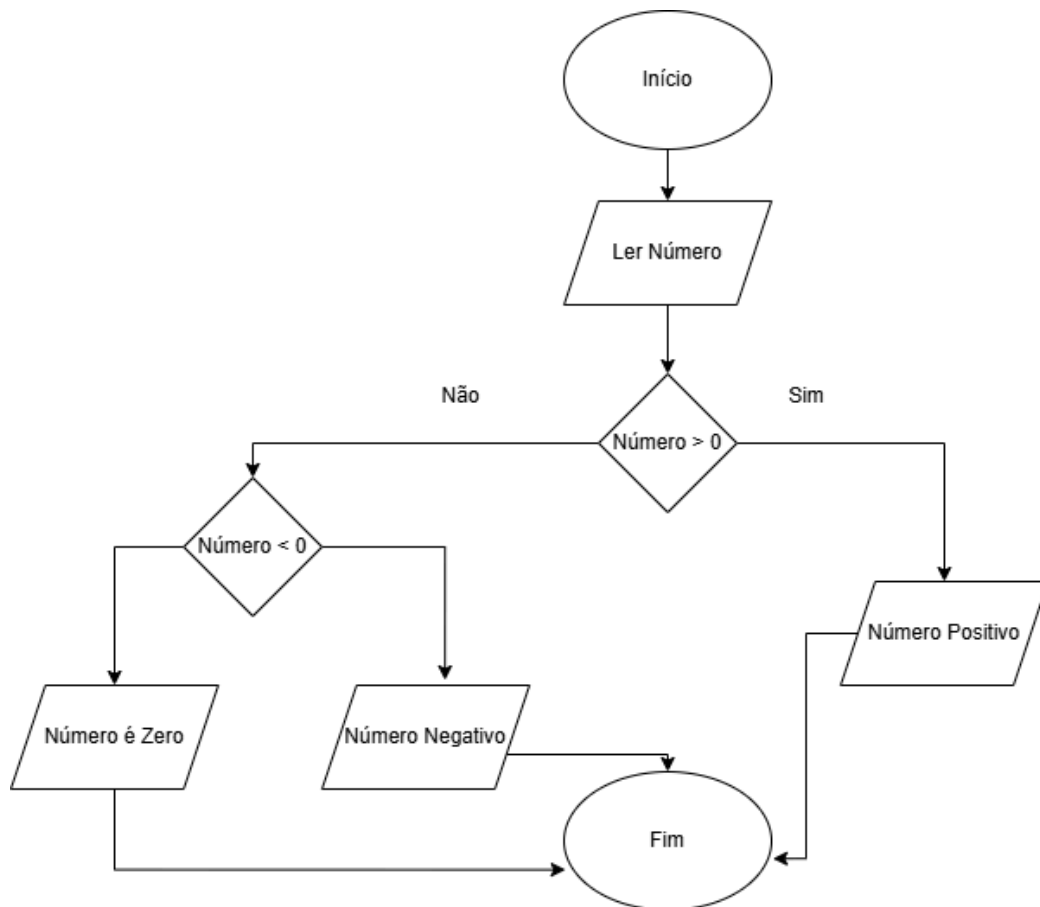 Início
Ler Número
Não
Sim
Número > 0
Número < 0
Número Positivo
Número é Zero
Número Negativo
Fim